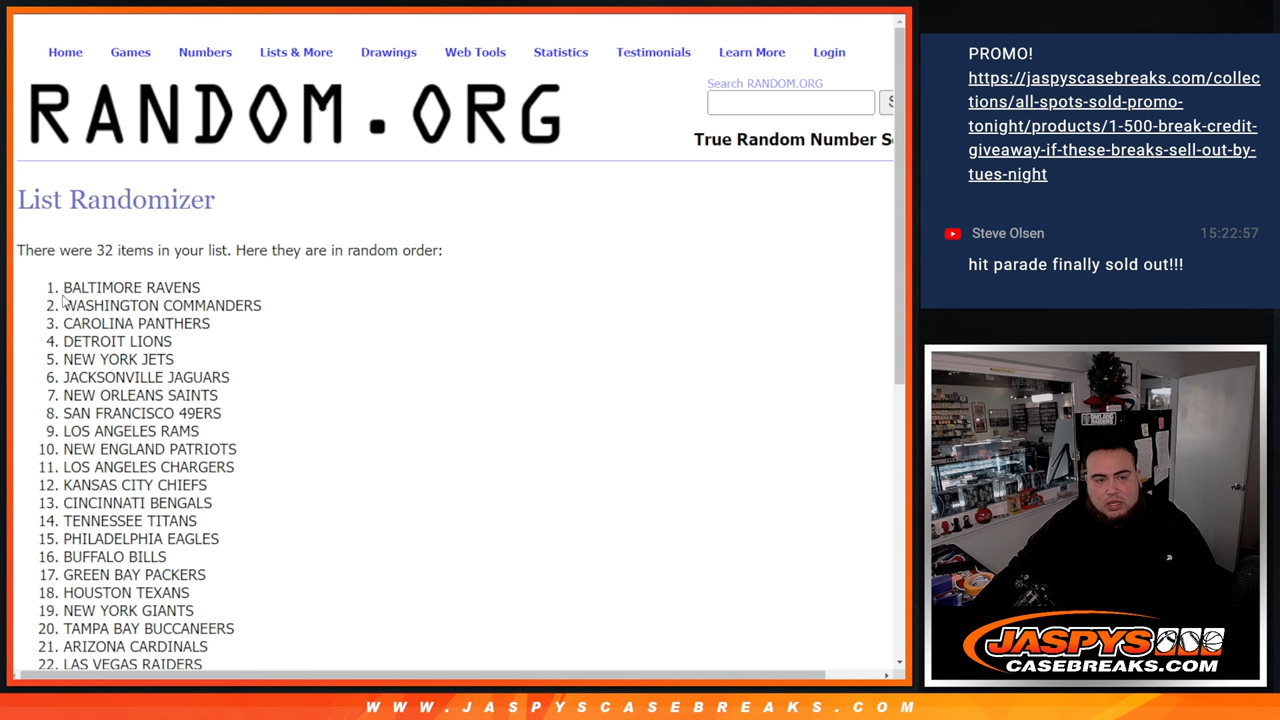 Home Games Numbers Lists & More Drawings Web Tools Statistics Testimonials Learn More Login
RANDOM.ORG
Search RANDOM.ORG
True Random Number S
List Randomizer
There were 32 items in your list. Here they are in random order:
1. BALTIMORE RAVENS
2. WASHINGTON COMMANDERS
3. CAROLINA PANTHERS
4. DETROIT LIONS
5. NEW YORK JETS
6. JACKSONVILLE JAGUARS
7. NEW ORLEANS SAINTS
8. SAN FRANCISCO 49ERS
9. LOS ANGELES RAMS
10. NEW ENGLAND PATRIOTS
11. LOS ANGELES CHARGERS
12. KANSAS CITY CHIEFS
13. CINCINNATI BENGALS
14. TENNESSEE TITANS
15. PHILADELPHIA EAGLES
16. BUFFALO BILLS
17. GREEN BAY PACKERS
18. HOUSTON TEXANS
19. NEW YORK GIANTS
20. TAMPA BAY BUCCANEERS
21. ARIZONA CARDINALS
22. LAS VEGAS RAIDERS
PROMO!
https://jaspyscasebreaks.com/collec
tions/all-spots-sold-promo-
tonight/products/1-500-break-credit-
giveaway-if-these-breaks-sell-out-by-
tues-night
Steve Olsen 15:22:57
hit parade finally sold out!!!
JASPYS
CASEBREAKS.COM
WWW.JASPYSCASEBREAKS.COM